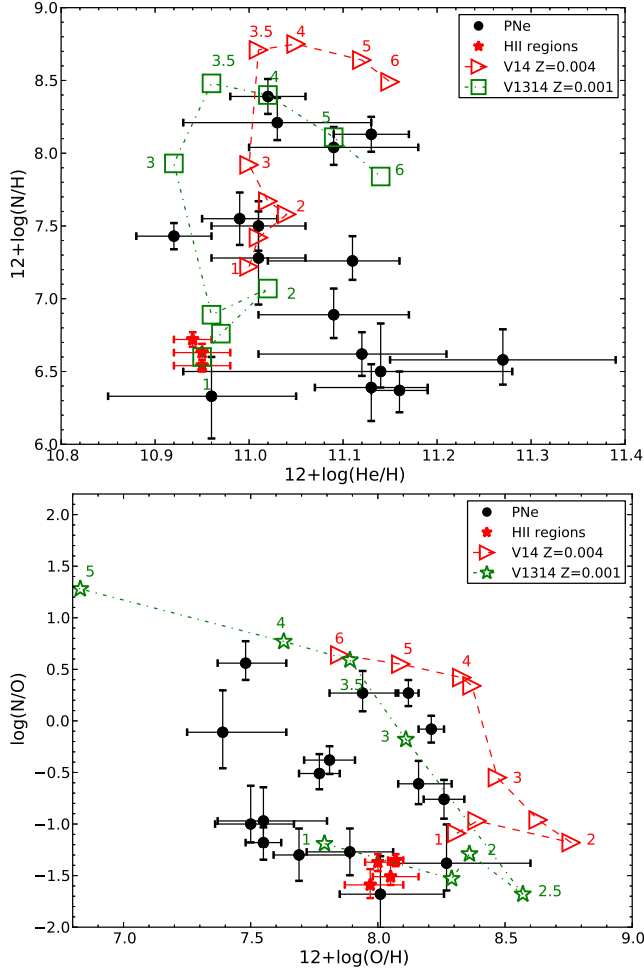 9.0
8.5
8.0
7.5
7.0
6.5
6.0
12+log(N/H)
10.8 10.9 11.0 11.1 11.2 11.3 11.4
12+log(He/H)
PNe
HII regions
V14 Z=0.004
V1314 Z=0.001
3.5 4 5 6
3
2
1
3.5 4
5
6
3
2
1
2.0
1.5
1.0
0.5
0.0
−0.5
−1.0
−1.5
−2.0
log(N/O)
7.0 7.5 8.0 8.5 9.0
12+log(O/H)
PNe
HII regions
V14 Z=0.004
V1314 Z=0.001
5
4
3.5
3
1
2
2.5
6
5
4
3
2
1